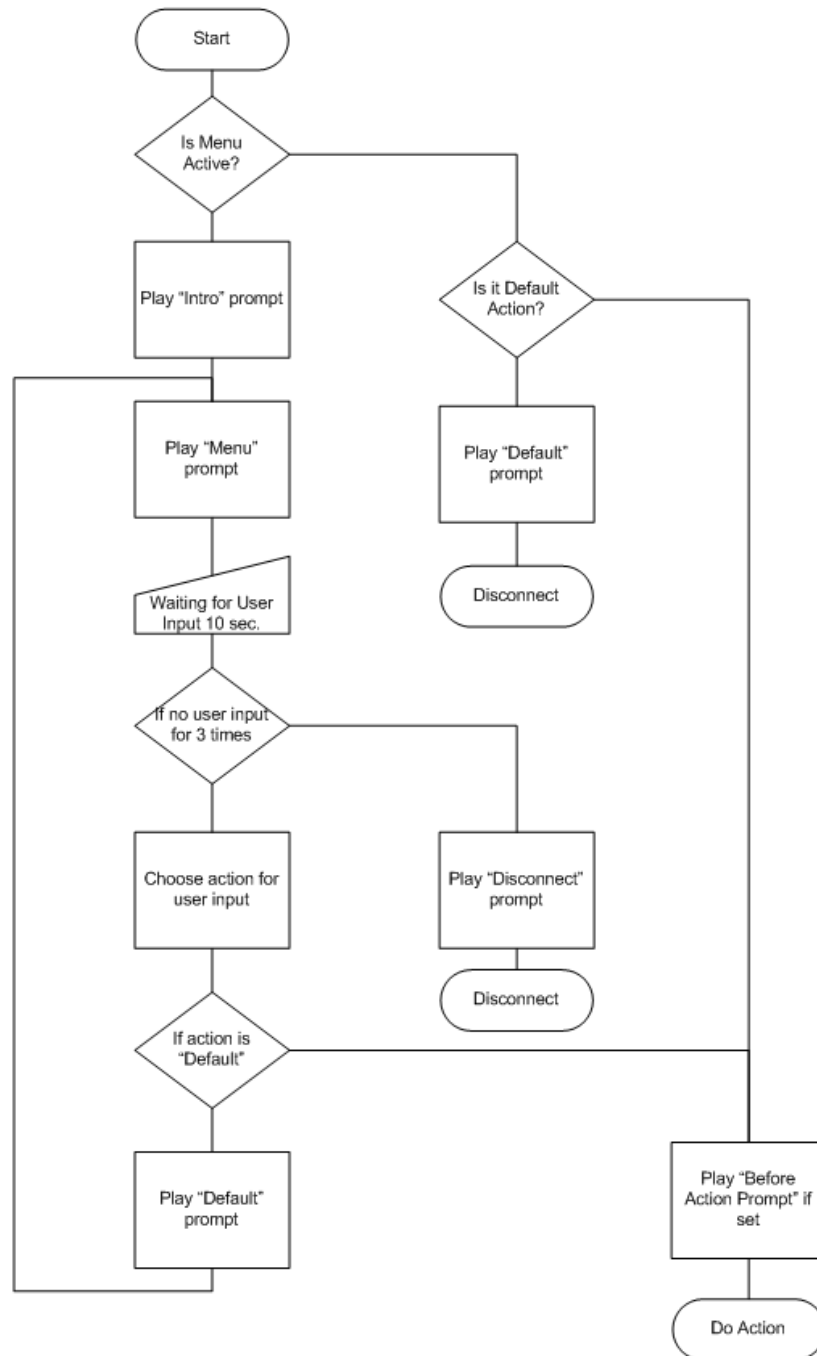 Start
Is Menu
Active?
Play “Intro” prompt
Is it Default
Action?
Play “Menu”
prompt
Play “Default”
prompt
Waiting for User
Input 10 sec.
Disconnect
If no user input
for 3 times
Choose action for
user input
Play “Disconnect”
prompt
Disconnect
If action is
“Default”
Play “Default”
prompt
Play “Before
Action Prompt” if
set
Do Action